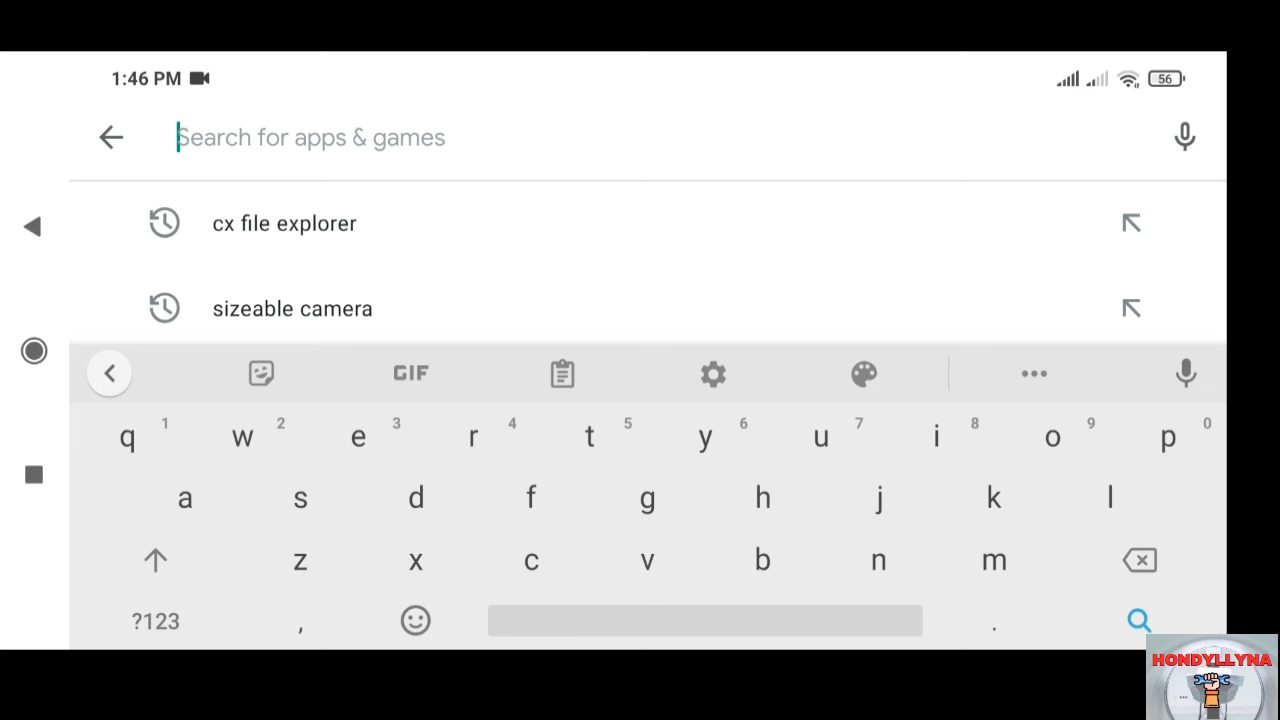 1:46 PM 56
Search for apps & games
cx file explorer
sizeable camera
GIF
q 1 w 2 e 3 r 4 t 5 y 6 u 7 i 8 o 9 p 0
a s d f g h j k l
z x c v b n m
?123 , .
HONDYLLYNA